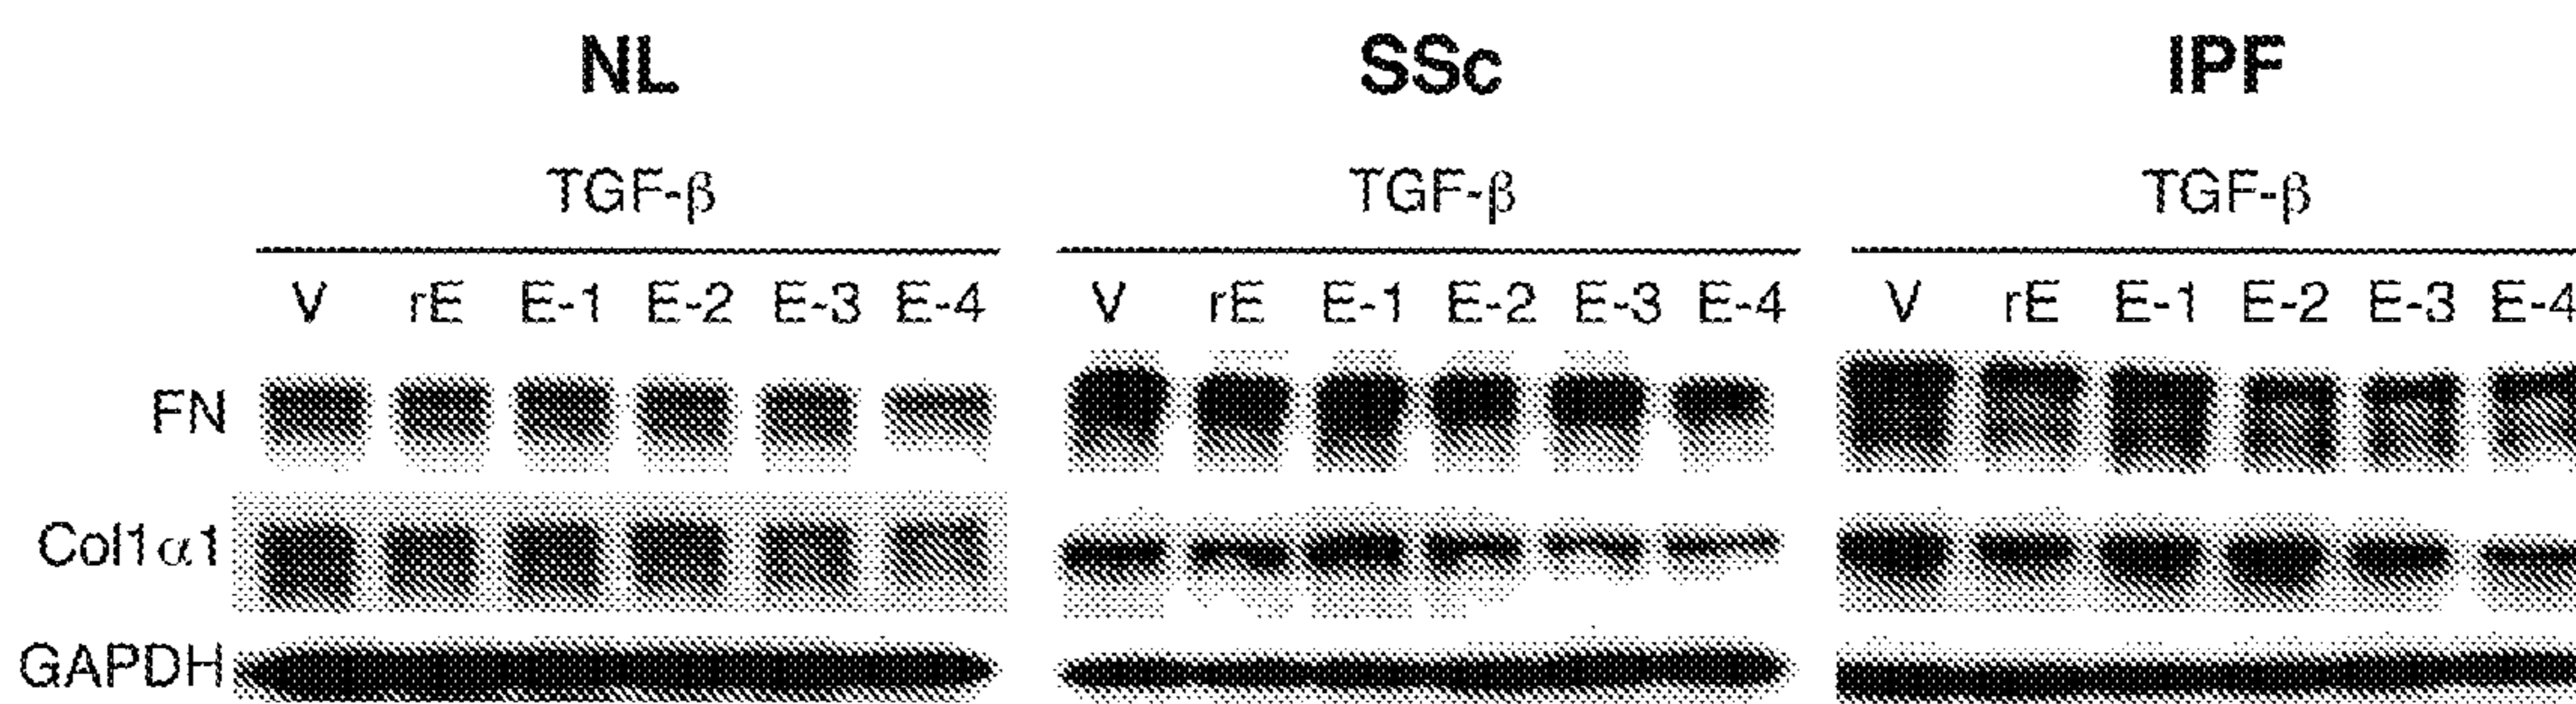 NL SSc IPF
TGF-β TGF-β TGF-β
V rE E-1 E-2 E-3 E-4 V rE E-1 E-2 E-3 E-4 V rE E-1 E-2 E-3 E-4
FN
Col1α1
GAPDH